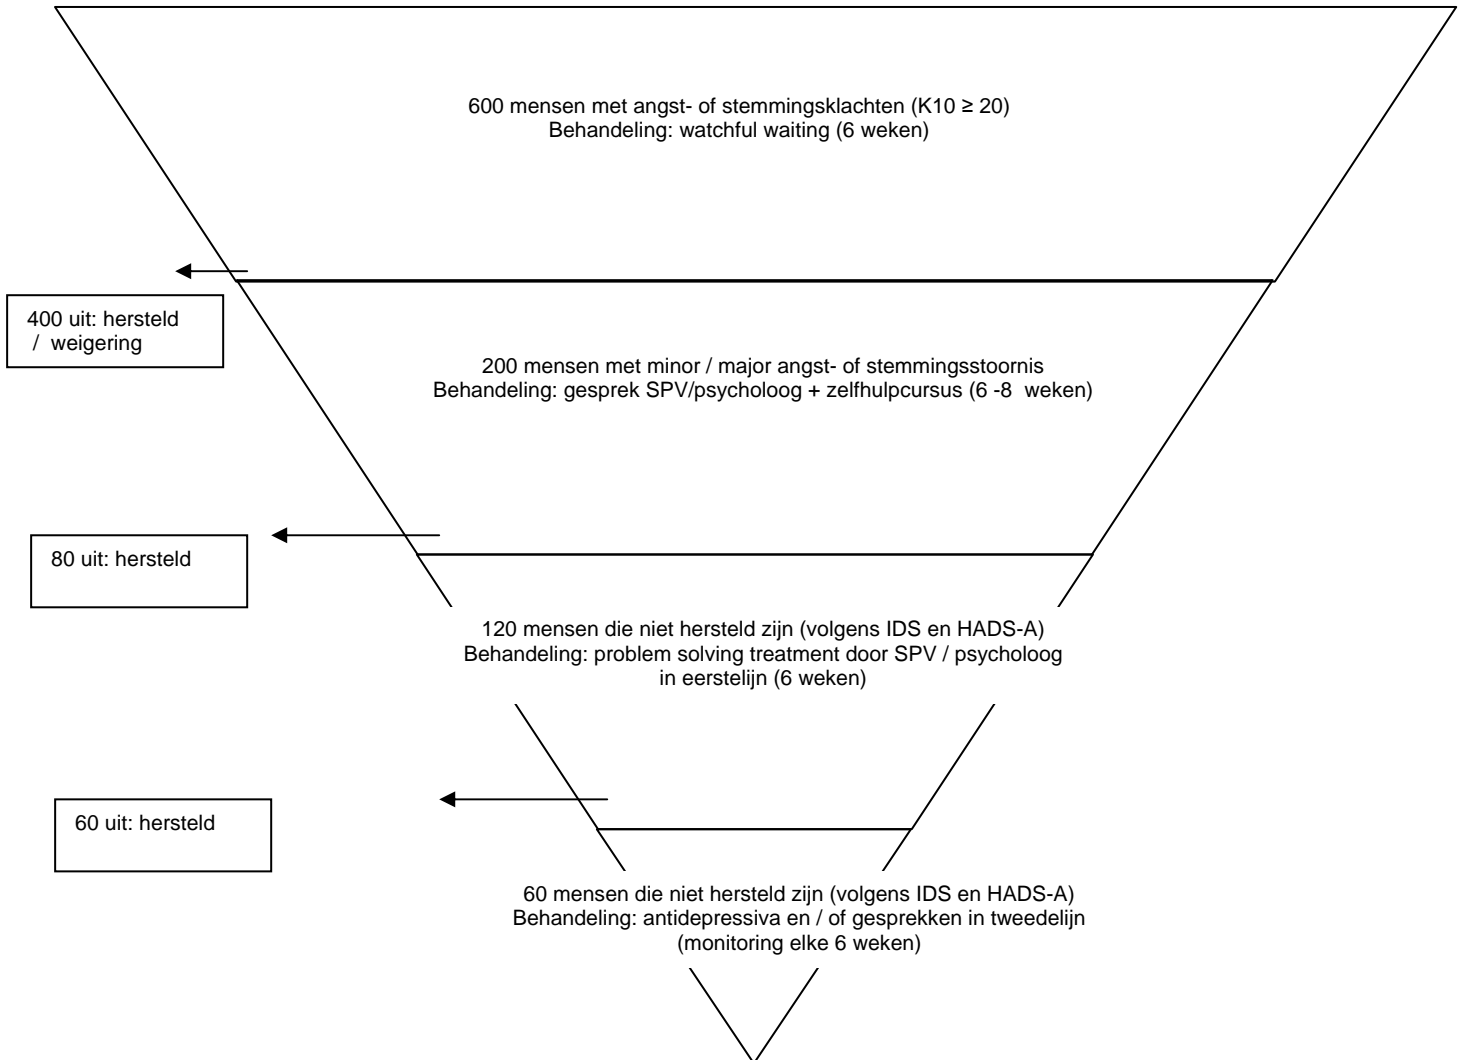 600 mensen met angst- of stemmingsklachten (K10 ≥ 20)
Behandeling: watchful waiting (6 weken)
400 uit: hersteld
/ weigering
200 mensen met minor / major angst- of stemmingsstoornis
Behandeling: gesprek SPV/psycholoog + zelfhulpcursus (6 -8 weken)
80 uit: hersteld
120 mensen die niet hersteld zijn (volgens IDS en HADS-A)
Behandeling: problem solving treatment door SPV / psycholoog
in eerstelijn (6 weken)
60 uit: hersteld
60 mensen die niet hersteld zijn (volgens IDS en HADS-A)
Behandeling: antidepressiva en / of gesprekken in tweedelijn
(monitoring elke 6 weken)